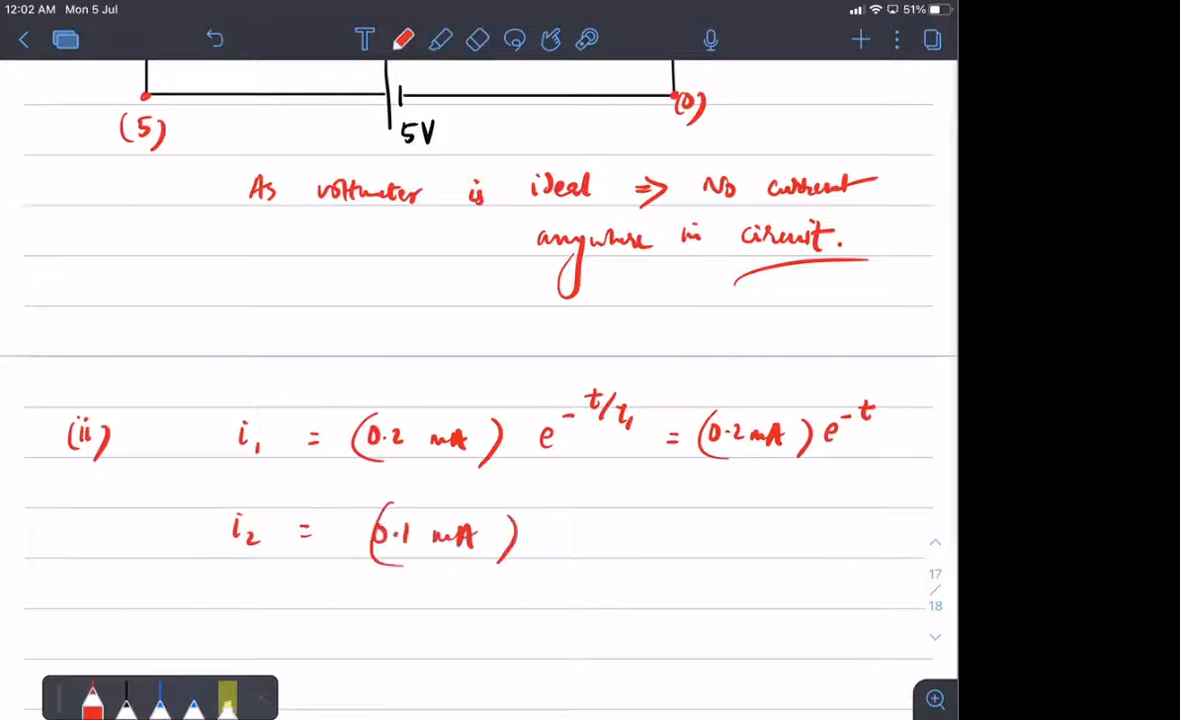 12:02 AM Mon 5 Jul 51%
T
(5) 5V (0)
As voltmeter is ideal => No current
anywhere in circuit.
(ii) i₁ = (0.2 mA) e^-t/t₁ = (0.2 mA) e^-t
i₂ = (0.1 mA)
17
/
18